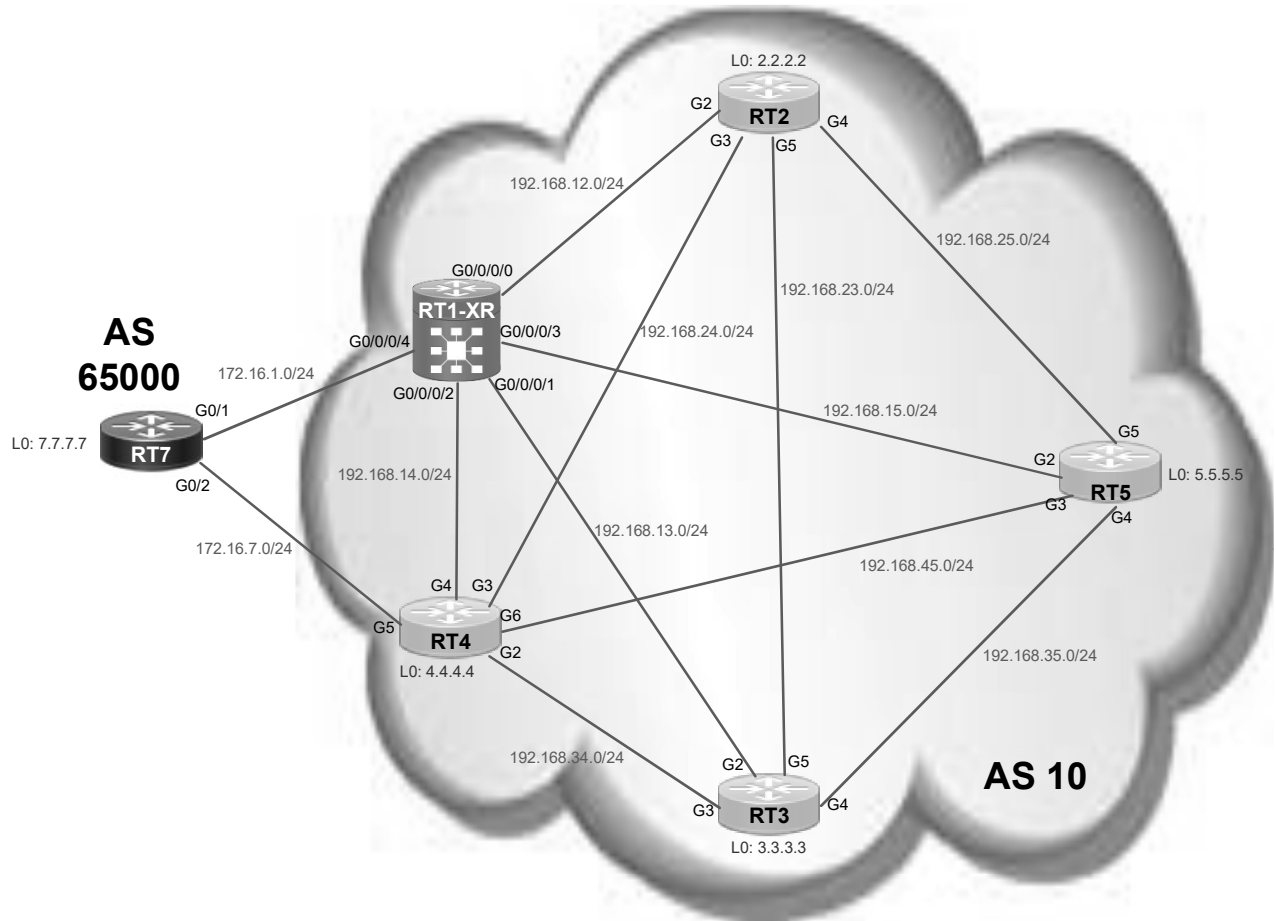 L0: 2.2.2.2
G2
RT2
G4
G3
G5
192.168.12.0/24
192.168.25.0/24
G0/0/0/0
192.168.23.0/24
RT1-XR
AS
65000
G0/0/0/4
G0/0/0/3
192.168.24.0/24
172.16.1.0/24
G0/0/0/2
G0/0/0/1
G0/1
192.168.15.0/24
L0: 7.7.7.7
RT7
G5
G2
RT5
L0: 5.5.5.5
G0/2
192.168.14.0/24
G3
G4
192.168.13.0/24
172.16.7.0/24
192.168.45.0/24
G4
G3
G6
G5
RT4
G2
L0: 4.4.4.4
192.168.35.0/24
192.168.34.0/24
G2
G5
AS 10
G3
RT3
G4
L0: 3.3.3.3